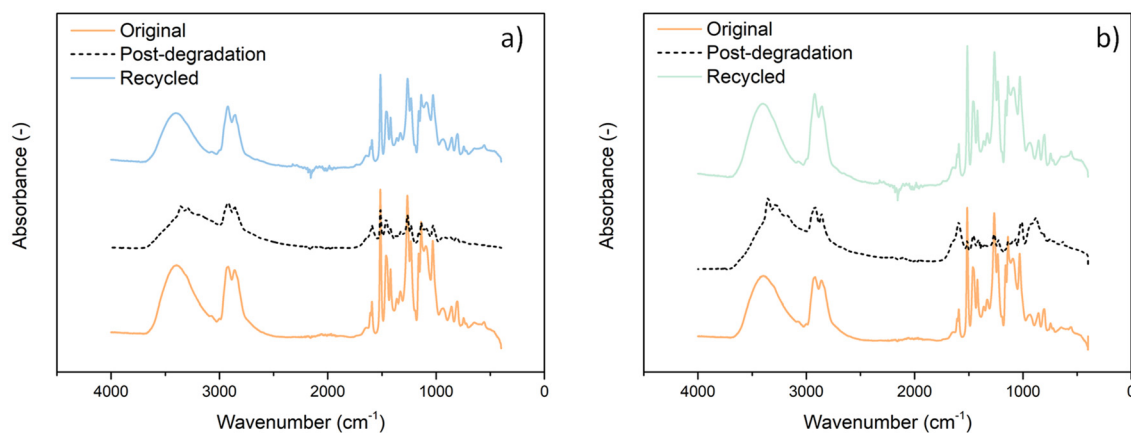 Original
Post-degradation
Recycled
a)
Absorbance (-)
4000 3000 2000 1000 0
Wavenumber (cm⁻¹)
Original
Post-degradation
Recycled
b)
Absorbance (-)
4000 3000 2000 1000 0
Wavenumber (cm⁻¹)